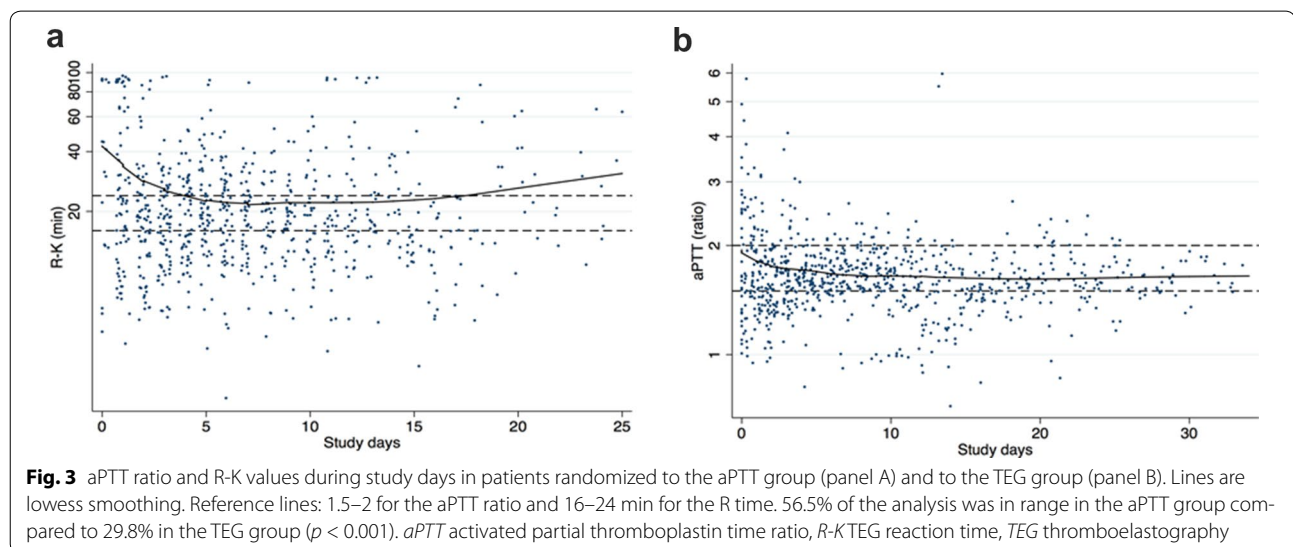 a
b
R-K (min)
80100
60
40
20
0
5
10
15
20
25
Study days
aPTT (ratio)
6
5
4
3
2
1
0
10
20
30
Study days
Fig. 3 aPTT ratio and R-K values during study days in patients randomized to the aPTT group (panel A) and to the TEG group (panel B). Lines are
lowess smoothing. Reference lines: 1.5–2 for the aPTT ratio and 16–24 min for the R time. 56.5% of the analysis was in range in the aPTT group com-
pared to 29.8% in the TEG group (p < 0.001). aPTT activated partial thromboplastin time ratio, R-K TEG reaction time, TEG thromboelastography